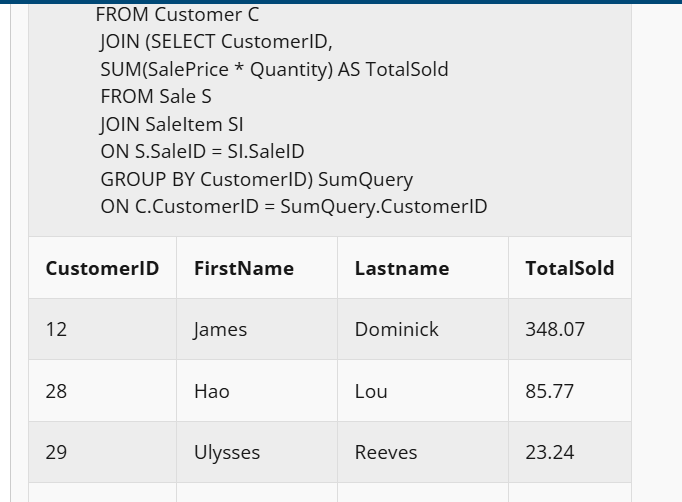 FROM Customer C
JOIN (SELECT CustomerID,
SUM(SalePrice * Quantity) AS TotalSold
FROM Sale S
JOIN SaleItem SI
ON S.SaleID = SI.SaleID
GROUP BY CustomerID) SumQuery
ON C.CustomerID = SumQuery.CustomerID
CustomerID FirstName Lastname TotalSold
12 James Dominick 348.07
28 Hao Lou 85.77
29 Ulysses Reeves 23.24